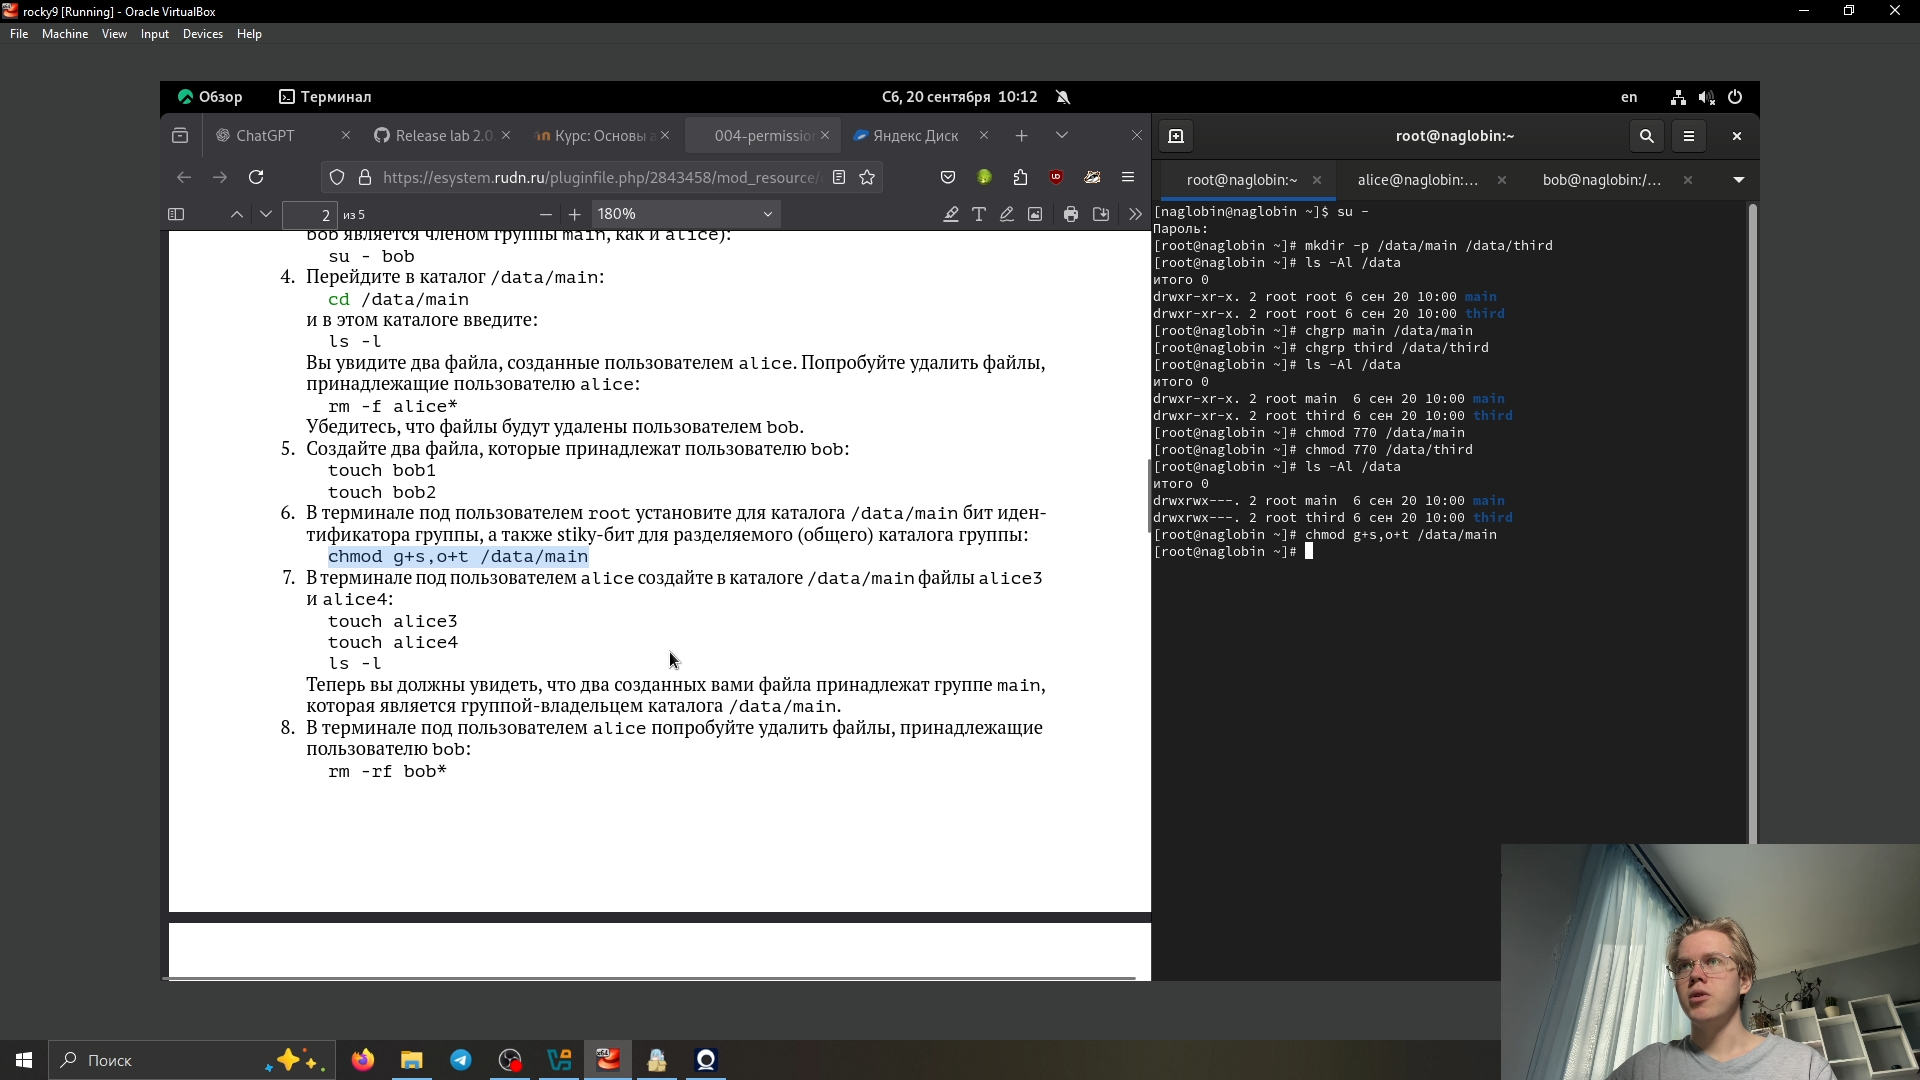 rocky9 [Running] - Oracle VirtualBox
File Machine View Input Devices Help
Обзор Терминал Сб, 20 сентября 10:12 en
ChatGPT Release lab 2.0. Курс: Основы а 004-permissio Яндекс Диск
https://esystem.rudn.ru/pluginfile.php/2843458/mod_resource/
2 из 5 180%
bob является членом группы main, как и alice):
su - bob
4. Перейдите в каталог /data/main:
cd /data/main
и в этом каталоге введите:
ls -l
Вы увидите два файла, созданные пользователем alice. Попробуйте удалить файлы,
принадлежащие пользователю alice:
rm -f alice*
Убедитесь, что файлы будут удалены пользователем bob.
5. Создайте два файла, которые принадлежат пользователю bob:
touch bob1
touch bob2
6. В терминале под пользователем root установите для каталога /data/main бит иден-
тификатора группы, а также stiky-бит для разделяемого (общего) каталога группы:
chmod g+s,o+t /data/main
7. В терминале под пользователем alice создайте в каталоге /data/main файлы alice3
и alice4:
touch alice3
touch alice4
ls -l
Теперь вы должны увидеть, что два созданных вами файла принадлежат группе main,
которая является группой-владельцем каталога /data/main.
8. В терминале под пользователем alice попробуйте удалить файлы, принадлежащие
пользователю bob:
rm -rf bob*
root@naglobin:~
root@naglobin:~ alice@naglobin:... bob@naglobin:/...
[naglobin@naglobin ~]$ su -
Пароль:
[root@naglobin ~]# mkdir -p /data/main /data/third
[root@naglobin ~]# ls -Al /data
итого 0
drwxr-xr-x. 2 root root 6 сен 20 10:00 main
drwxr-xr-x. 2 root root 6 сен 20 10:00 third
[root@naglobin ~]# chgrp main /data/main
[root@naglobin ~]# chgrp third /data/third
[root@naglobin ~]# ls -Al /data
итого 0
drwxr-xr-x. 2 root main  6 сен 20 10:00 main
drwxr-xr-x. 2 root third 6 сен 20 10:00 third
[root@naglobin ~]# chmod 770 /data/main
[root@naglobin ~]# chmod 770 /data/third
[root@naglobin ~]# ls -Al /data
итого 0
drwxrwx---. 2 root main  6 сен 20 10:00 main
drwxrwx---. 2 root third 6 сен 20 10:00 third
[root@naglobin ~]# chmod g+s,o+t /data/main
[root@naglobin ~]#
Поиск